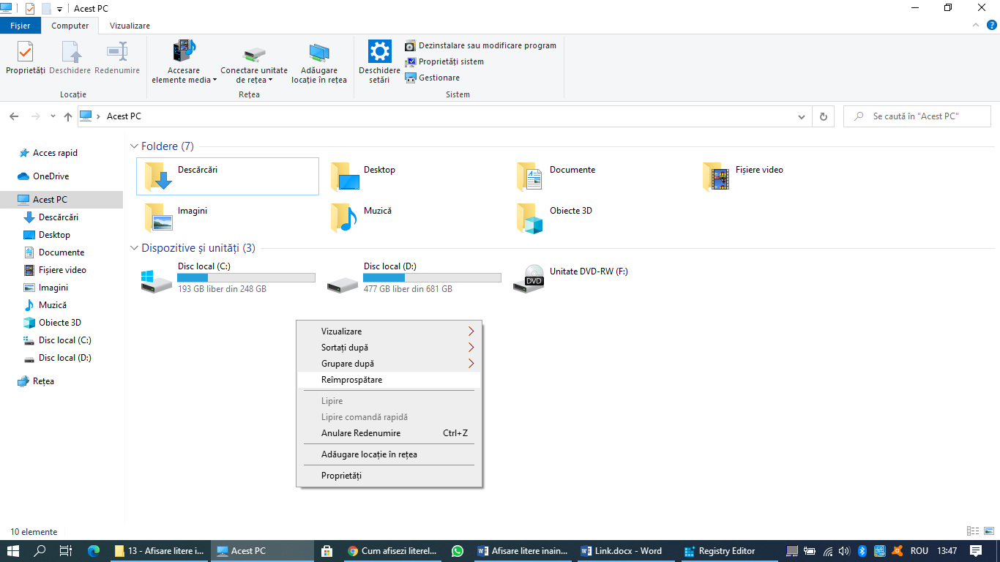 Acest PC
Fișier Computer Vizualizare
Proprietăți Deschidere Redenumire
Locație
Accesare elemente media
Conectare unitate de rețea
Adăugare locație în rețea
Rețea
Deschidere setări
Dezinstalare sau modificare program
Proprietăți sistem
Gestionare
Sistem
Acest PC
Se caută în "Acest PC"
Acces rapid
OneDrive
Acest PC
Descărcări
Desktop
Documente
Fișiere video
Imagini
Muzică
Obiecte 3D
Disc local (C:)
Disc local (D:)
Rețea
Foldere (7)
Descărcări
Desktop
Documente
Fișiere video
Imagini
Muzică
Obiecte 3D
Dispozitive și unități (3)
Disc local (C:)
193 GB liber din 248 GB
Disc local (D:)
477 GB liber din 681 GB
DVD
Unitate DVD-RW (F:)
Vizualizare
Sortați după
Grupare după
Reîmprospătare
Lipire
Lipire comandă rapidă
Anulare Redenumire Ctrl+Z
Adăugare locație în rețea
Proprietăți
10 elemente
13 - Afisare litere i... Acest PC Cum afisezi literel... Afisare litere inain... Link.docx - Word Registry Editor ROU 13:47